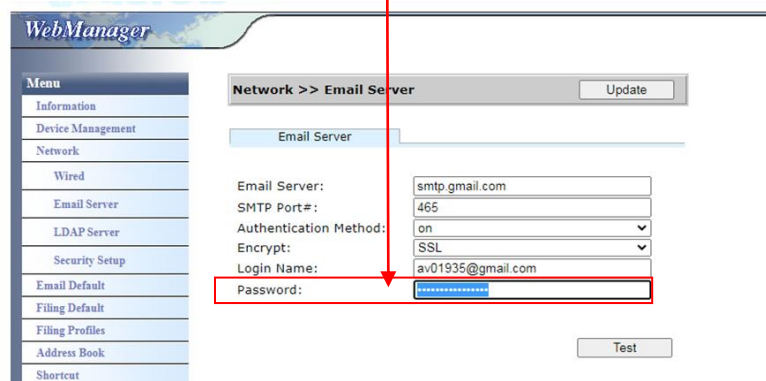 WebManager
Menu
Information
Device Management
Network
Wired
Email Server
LDAP Server
Security Setup
Email Default
Filing Default
Filing Profiles
Address Book
Shortcut
Network >> Email Server
Update
Email Server
Email Server: smtp.gmail.com
SMTP Port#: 465
Authentication Method: on
Encrypt: SSL
Login Name: av01935@gmail.com
Password: ••••••••••••••••
Test